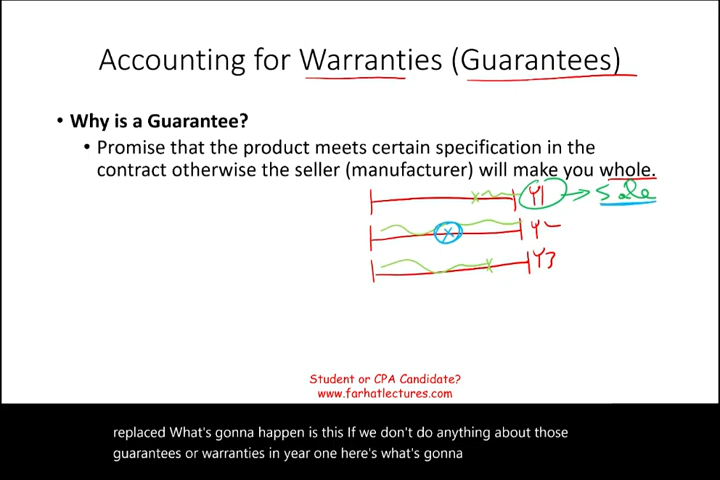 Accounting for Warranties (Guarantees)
• Why is a Guarantee?
• Promise that the product meets certain specification in the
contract otherwise the seller (manufacturer) will make you whole.
Y1 → Sale
Y2
Y3
Student or CPA Candidate?
www.farhatlectures.com
replaced What's gonna happen is this If we don't do anything about those
guarantees or warranties in year one here's what's gonna